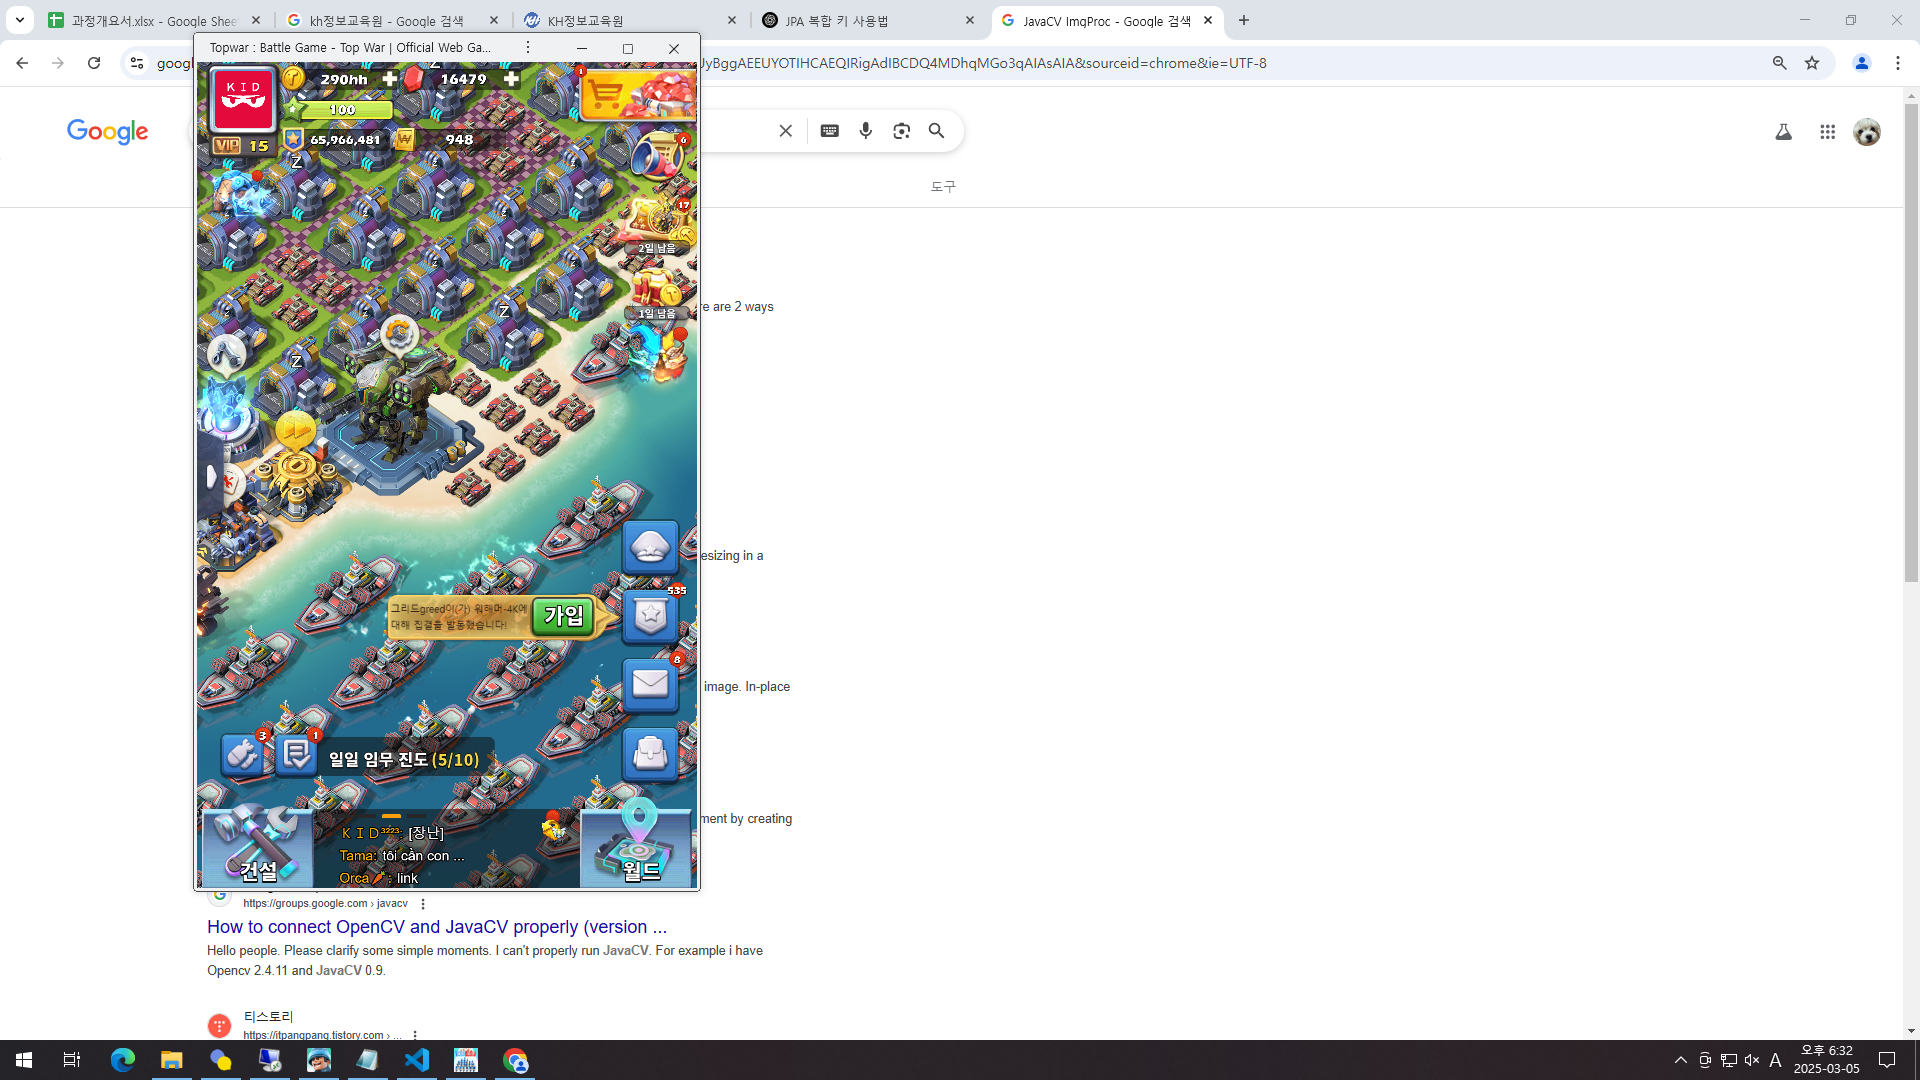 과정개요서.xlsx - Google Shee
kh정보교육원 - Google 검색
KH정보교육원
JPA 복합 키 사용법
JavaCV ImgProc - Google 검색
Topwar : Battle Game - Top War | Official Web Ga...
googl
JyBggAEEUYOTIHCAEQIRigAdIBCDQ4MDhqMGo3qAIAsAIA&sourceid=chrome&ie=UTF-8
KID
290hh
16479
1
100
VIP 15
65,966,481
948
Google
도구
6
17
2일 남음
1일 남음
re are 2 ways
esizing in a
535
그리드greed이(가) 워해머-4K에
대해 집결을 발동했습니다!
가입
8
image. In-place
3
1
일일 임무 진도 (5/10)
ment by creating
건설
ＫＩＤ³²²³: [장난]
Tama: tôi cần con ...
Orca🥕: link
월드
https://groups.google.com › javacv
How to connect OpenCV and JavaCV properly (version ...
Hello people. Please clarify some simple moments. I can't properly run JavaCV. For example i have
Opencv 2.4.11 and JavaCV 0.9.
티스토리
https://itpangpang.tistory.com › ...
A
오후 6:32
2025-03-05